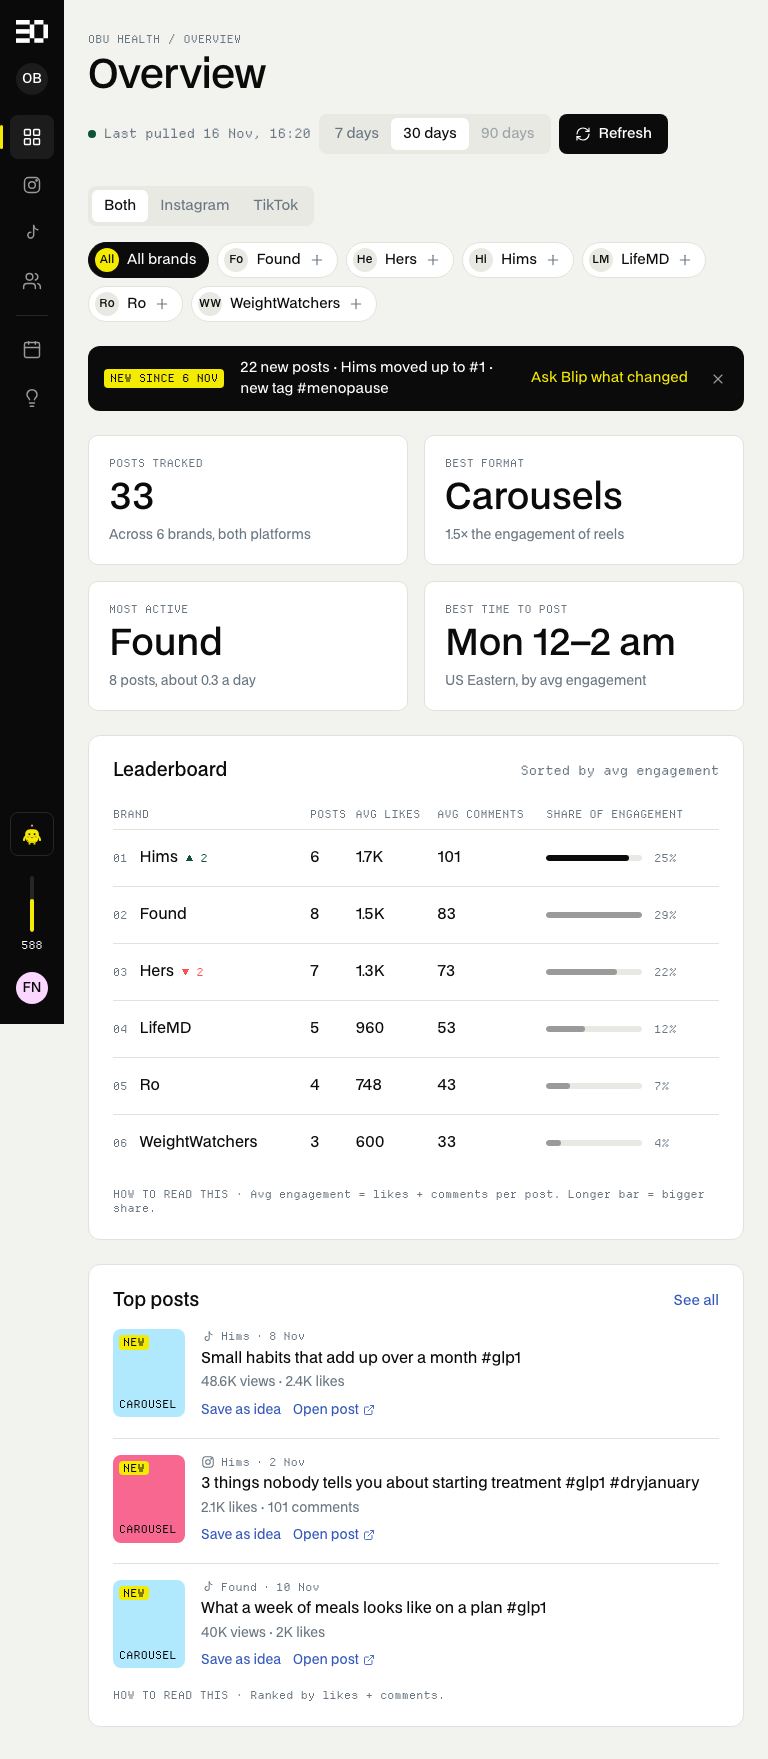 OB
588
FN
OBU HEALTH / OVERVIEW
Overview
Last pulled 16 Nov, 16:20
7 days 30 days 90 days
Refresh
Both Instagram TikTok
All All brands
Fo Found +
He Hers +
Hi Hims +
LM LifeMD +
Ro Ro +
WW WeightWatchers +
NEW SINCE 6 NOV
22 new posts · Hims moved up to #1 ·
new tag #menopause
Ask Blip what changed
POSTS TRACKED
33
Across 6 brands, both platforms
BEST FORMAT
Carousels
1.5× the engagement of reels
MOST ACTIVE
Found
8 posts, about 0.3 a day
BEST TIME TO POST
Mon 12–2 am
US Eastern, by avg engagement
Leaderboard
Sorted by avg engagement
BRAND POSTS AVG LIKES AVG COMMENTS SHARE OF ENGAGEMENT
01 Hims ▲ 2 6 1.7K 101 25%
02 Found 8 1.5K 83 29%
03 Hers ▼ 2 7 1.3K 73 22%
04 LifeMD 5 960 53 12%
05 Ro 4 748 43 7%
06 WeightWatchers 3 600 33 4%
HOW TO READ THIS · Avg engagement = likes + comments per post. Longer bar = bigger
share.
Top posts
See all
NEW
CAROUSEL
Hims · 8 Nov
Small habits that add up over a month #glp1
48.6K views · 2.4K likes
Save as idea Open post
NEW
CAROUSEL
Hims · 2 Nov
3 things nobody tells you about starting treatment #glp1 #dryjanuary
2.1K likes · 101 comments
Save as idea Open post
NEW
CAROUSEL
Found · 10 Nov
What a week of meals looks like on a plan #glp1
40K views · 2K likes
Save as idea Open post
HOW TO READ THIS · Ranked by likes + comments.